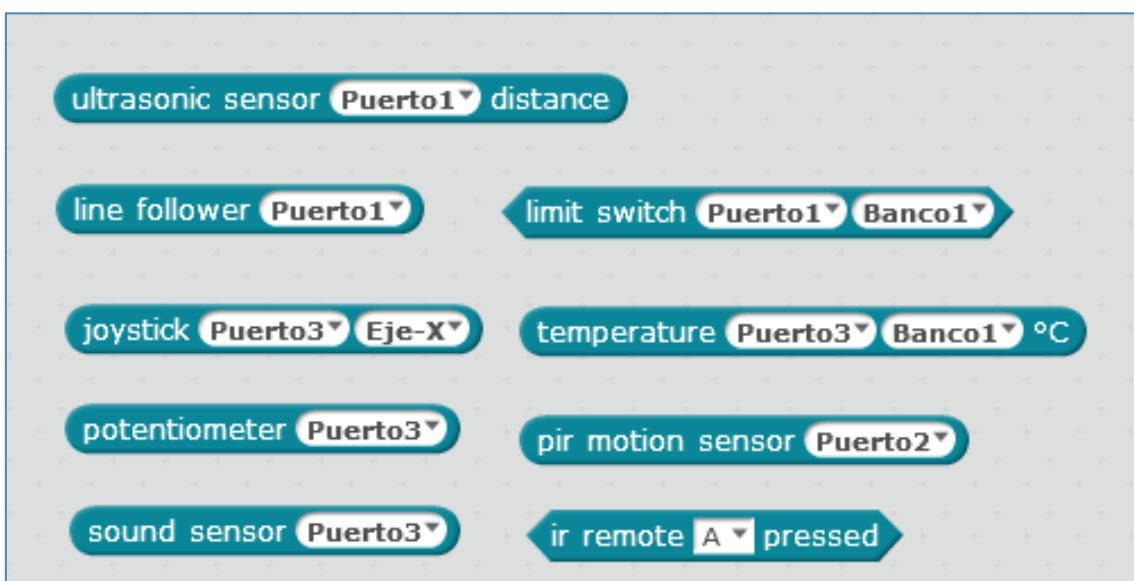 ultrasonic sensor Puerto1 distance
line follower Puerto1
limit switch Puerto1 Banco1
joystick Puerto3 Eje-X
temperature Puerto3 Banco1 ºC
potentiometer Puerto3
pir motion sensor Puerto2
sound sensor Puerto3
ir remote A pressed